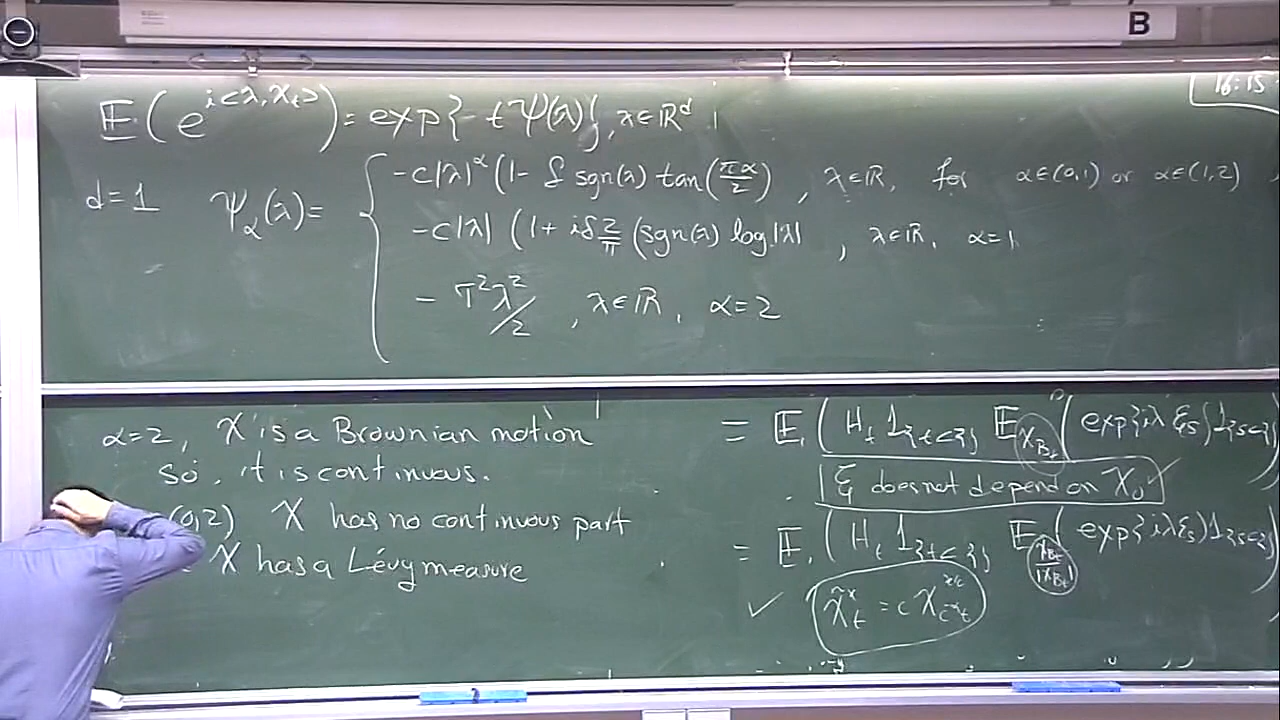 B
16:15
E(e^{i<λ,X_t>}) = exp{-tΨ(λ)}, λ∈ℝ^d
d=1 Ψ_α(λ)=
-c|λ|^α (1- δ sgn(λ) tan(πα/2)), λ∈ℝ, for α∈(0,1) or α∈(1,2),
-c|λ| (1+ iδ 2/π (sgn(λ) log|λ|, λ∈ℝ, α=1
- σ²λ²/2, λ∈ℝ, α=2
α=2, X is a Brownian motion
so, it is continuous.
(0,2) X has no continuous part
X has a Lévy measure
= E. (H_t 1_{t<ζ} E_{X_{B_t}} (exp{iλ ξ_s}1_{s<ζ})
ξ does not depend on X_0 ✓
= E. (H_t 1_{t<ζ} E_{X_{B_t}/|X_{B_t}|} (exp{iλξ_s}1_{s<ζ})
✓ X̃_t^x = c X^{x/c}_{c^{-α}t}